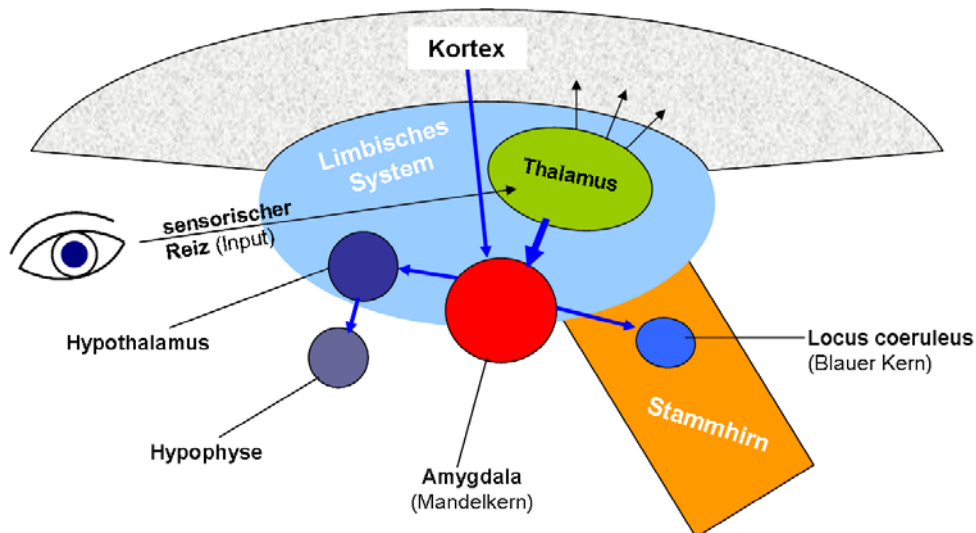 Kortex
Limbisches
System
Thalamus
sensorischer
Reiz (Input)
Hypothalamus
Locus coeruleus
(Blauer Kern)
Stammhirn
Hypophyse
Amygdala
(Mandelkern)